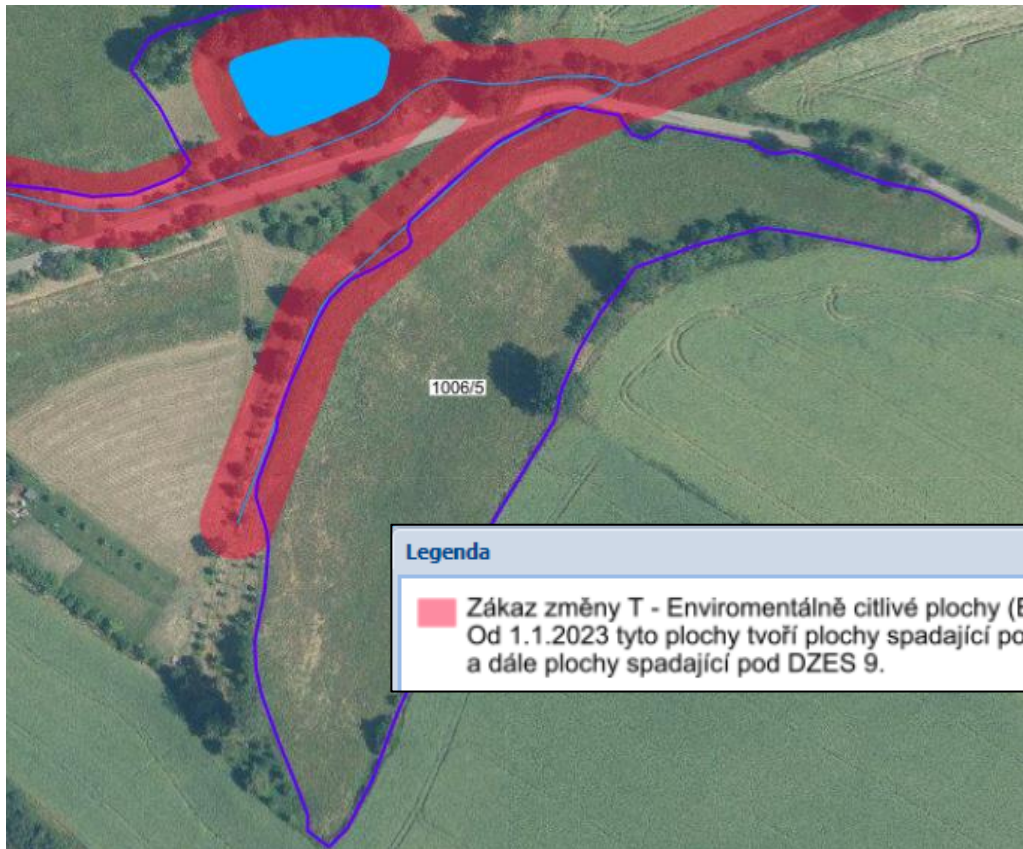 1006/5
Legenda
Zákaz změny T - Enviromentálně citlivé plochy (E
Od 1.1.2023 tyto plochy tvoří plochy spadající po
a dále plochy spadající pod DZES 9.